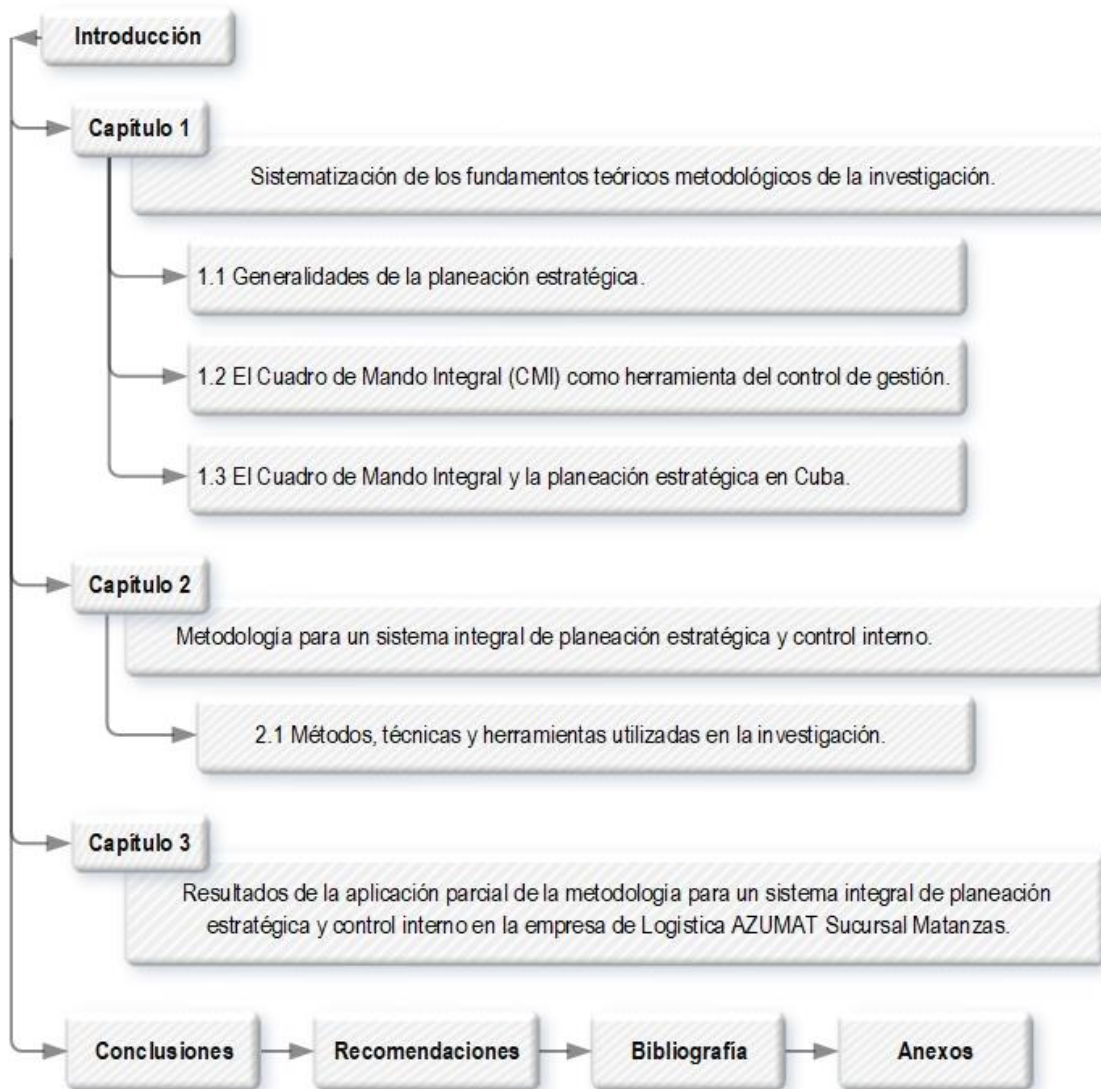 Introducción
Capítulo 1
Sistematización de los fundamentos teóricos metodológicos de la investigación.
1.1 Generalidades de la planeación estratégica.
1.2 El Cuadro de Mando Integral (CMI) como herramienta del control de gestión.
1.3 El Cuadro de Mando Integral y la planeación estratégica en Cuba.
Capítulo 2
Metodología para un sistema integral de planeación estratégica y control interno.
2.1 Métodos, técnicas y herramientas utilizadas en la investigación.
Capítulo 3
Resultados de la aplicación parcial de la metodologia para un sistema integral de planeación
estratégica y control interno en la empresa de Logística AZUMAT Sucursal Matanzas.
Conclusiones
Recomendaciones
Bibliografía
Anexos